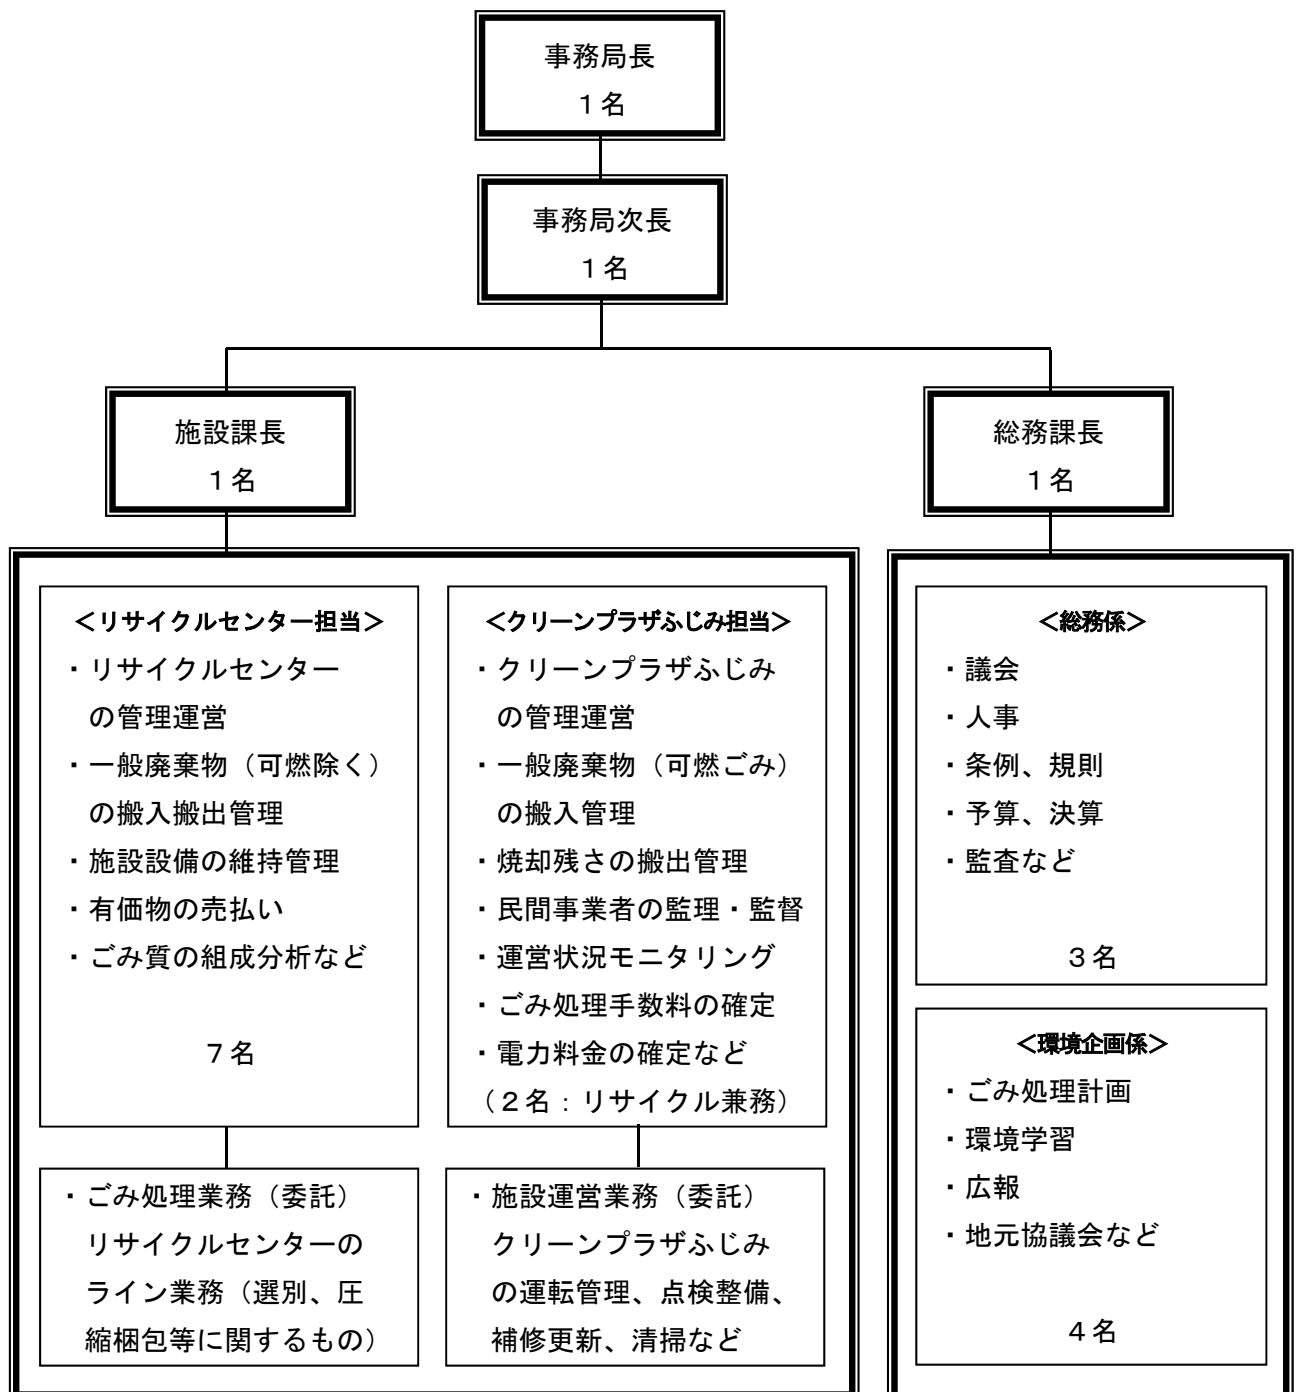 事務局長
１名
事務局次長
１名
施設課長
１名
総務課長
１名
＜リサイクルセンター担当＞
・リサイクルセンター
の管理運営
・一般廃棄物（可燃除く）
の搬入搬出管理
・施設設備の維持管理
・有価物の売払い
・ごみ質の組成分析など
７名
＜クリーンプラザふじみ担当＞
・クリーンプラザふじみ
の管理運営
・一般廃棄物（可燃ごみ）
の搬入管理
・焼却残さの搬出管理
・民間事業者の監理・監督
・運営状況モニタリング
・ごみ処理手数料の確定
・電力料金の確定など
（２名：リサイクル兼務）
・ごみ処理業務（委託）
リサイクルセンターの
ライン業務（選別、圧
縮梱包等に関するもの）
・施設運営業務（委託）
クリーンプラザふじみ
の運転管理、点検整備、
補修更新、清掃など
＜総務係＞
・議会
・人事
・条例、規則
・予算、決算
・監査など
３名
＜環境企画係＞
・ごみ処理計画
・環境学習
・広報
・地元協議会など
４名